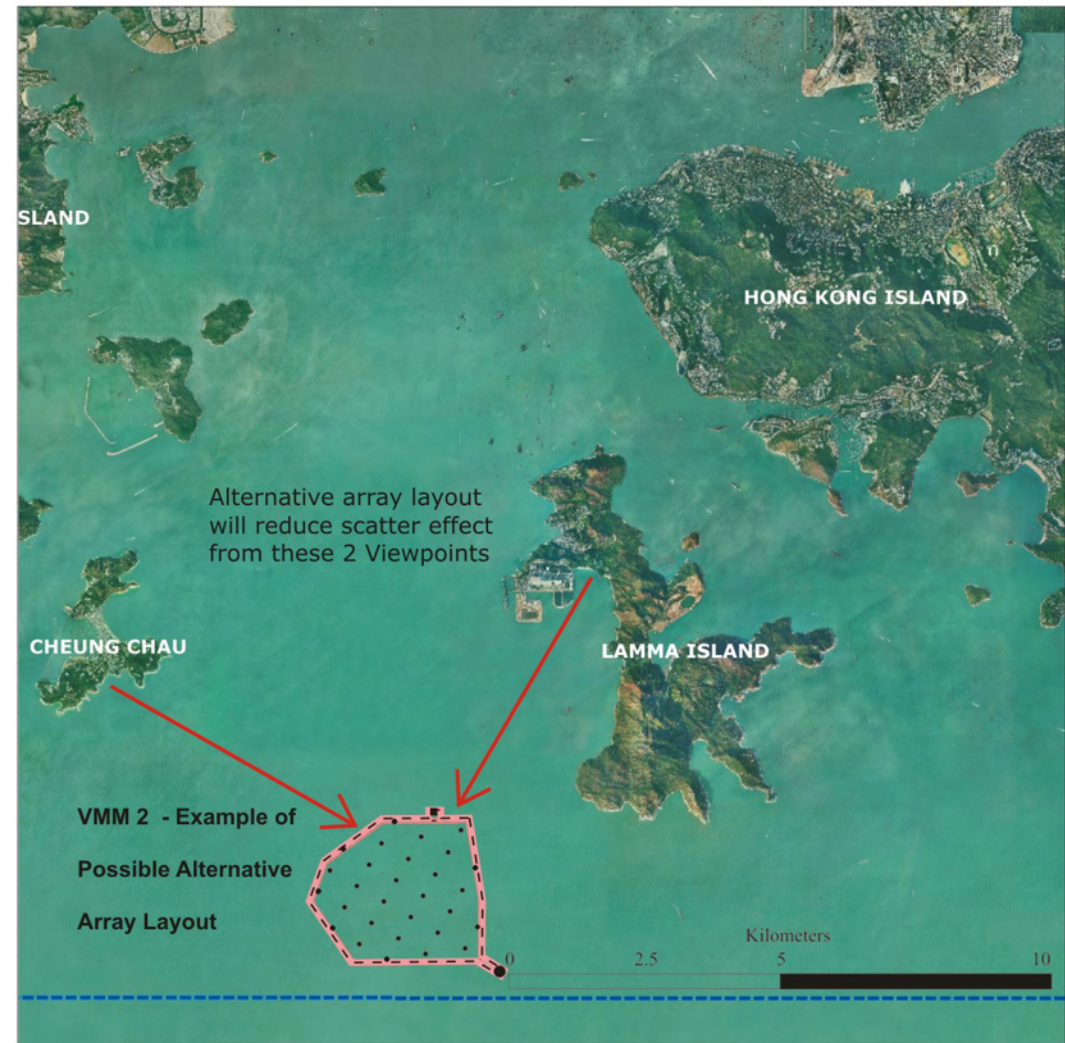 SLAND
HONG KONG ISLAND
Alternative array layout
will reduce scatter effect
from these 2 Viewpoints
CHEUNG CHAU
LAMMA ISLAND
VMM 2 - Example of
Possible Alternative
Array Layout
Kilometers
0 2.5 5 10